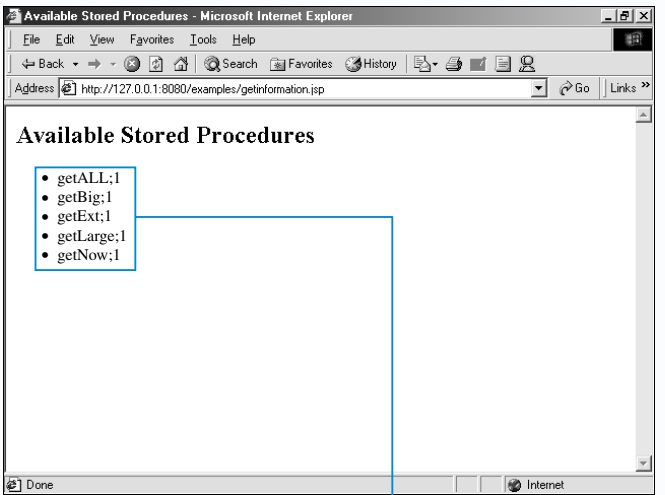 Available Stored Procedures - Microsoft Internet Explorer
File Edit View Favorites Tools Help
Back Search Favorites History
Address http://127.0.0.1:8080/examples/getinformation.jsp Go Links »
Available Stored Procedures
• getALL;1
• getBig;1
• getExt;1
• getLarge;1
• getNow;1
Done Internet